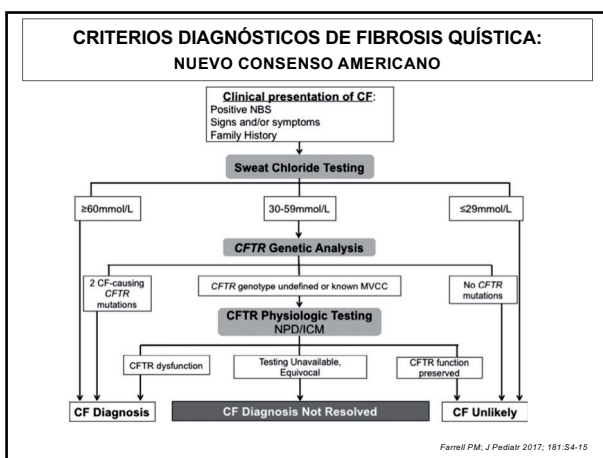 CRITERIOS DIAGNÓSTICOS DE FIBROSIS QUÍSTICA:
NUEVO CONSENSO AMERICANO
Clinical presentation of CF:
Positive NBS
Signs and/or symptoms
Family History
Sweat Chloride Testing
≥60mmol/L
30-59mmol/L
≤29mmol/L
CFTR Genetic Analysis
2 CF-causing
CFTR
mutations
CFTR genotype undefined or known MVCC
No CFTR
mutations
CFTR Physiologic Testing
NPD/ICM
CFTR dysfunction
Testing Unavailable,
Equivocal
CFTR function
preserved
CF Diagnosis
CF Diagnosis Not Resolved
CF Unlikely
Farrell PM; J Pediatr 2017; 181:S4-15